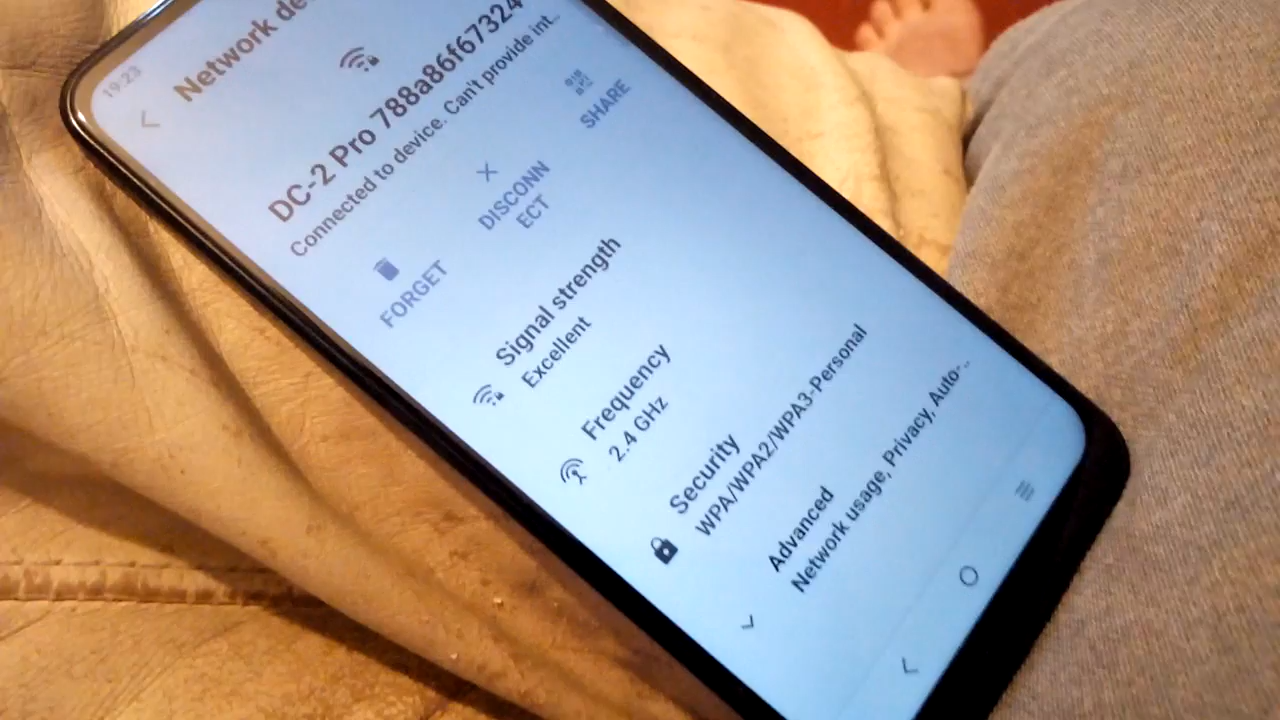 19:23
Network de
DC-2 Pro 788a86f67324
Connected to device. Can't provide int...
FORGET
DISCONN
ECT
SHARE
Signal strength
Excellent
Frequency
2.4 GHz
Security
WPA/WPA2/WPA3-Personal
Advanced
Network usage, Privacy, Auto-..